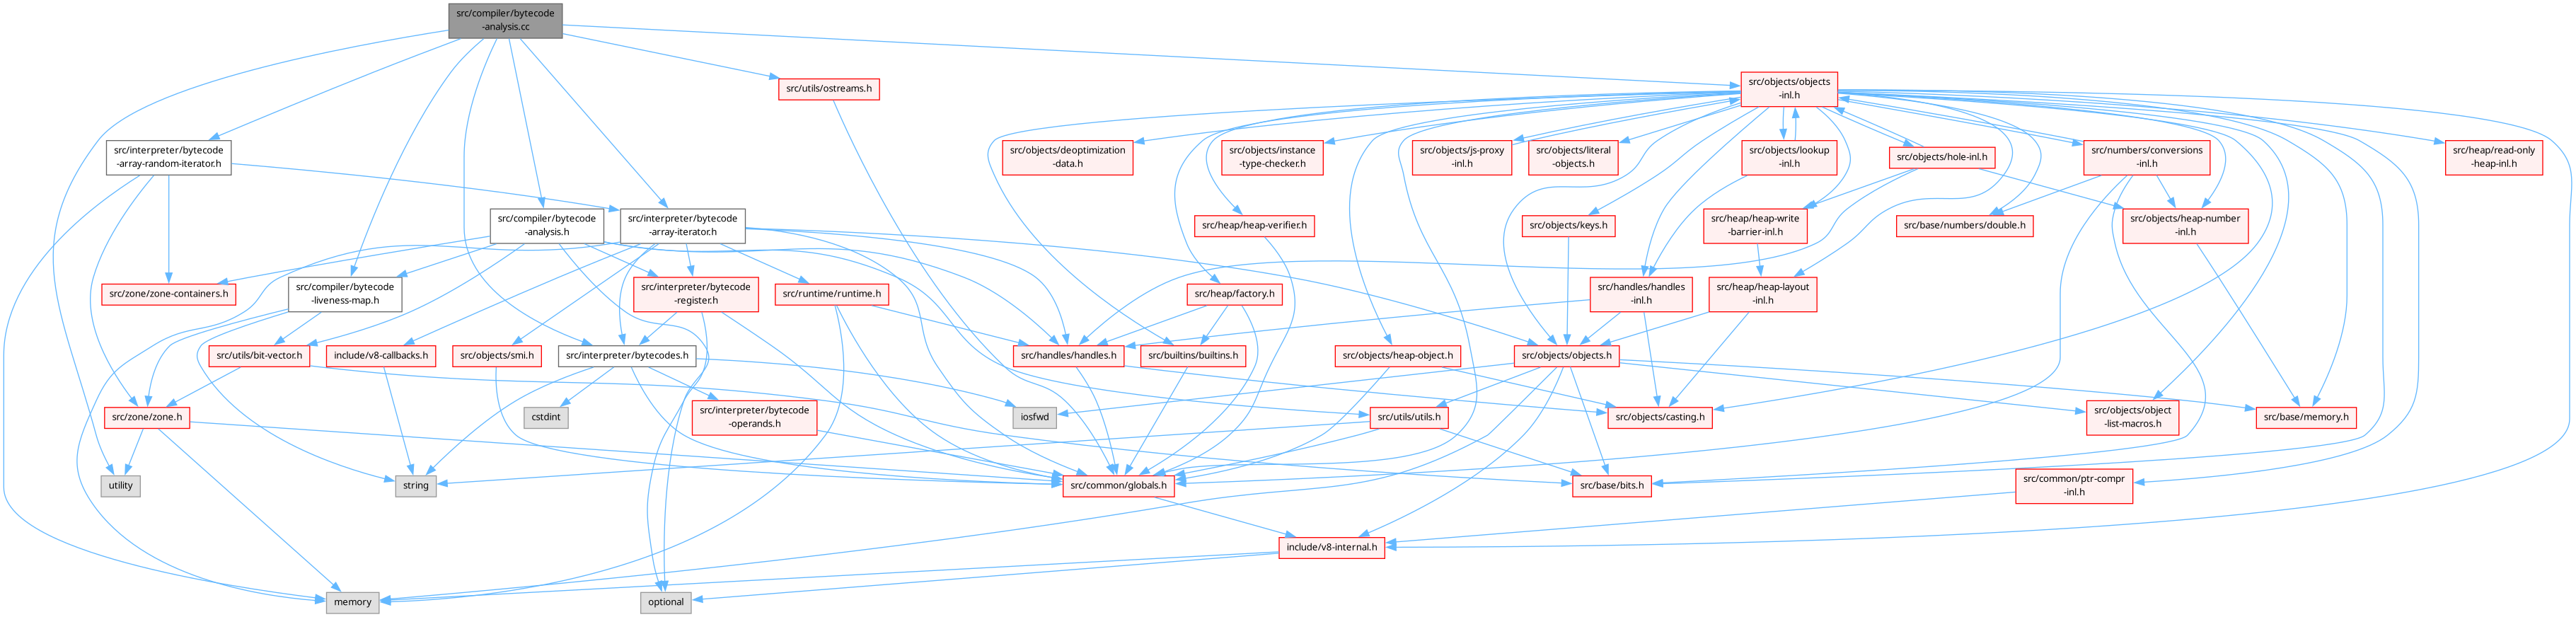 src/compiler/bytecode
-analysis.cc
src/utils/ostreams.h
src/objects/objects
-inl.h
src/interpreter/bytecode
-array-random-iterator.h
src/objects/deoptimization
-data.h
src/objects/instance
-type-checker.h
src/objects/js-proxy
-inl.h
src/objects/literal
-objects.h
src/objects/lookup
-inl.h
src/objects/hole-inl.h
src/numbers/conversions
-inl.h
src/heap/read-only
-heap-inl.h
src/compiler/bytecode
-analysis.h
src/interpreter/bytecode
-array-iterator.h
src/heap/heap-verifier.h
src/objects/keys.h
src/heap/heap-write
-barrier-inl.h
src/base/numbers/double.h
src/objects/heap-number
-inl.h
src/zone/zone-containers.h
src/compiler/bytecode
-liveness-map.h
src/interpreter/bytecode
-register.h
src/runtime/runtime.h
src/heap/factory.h
src/handles/handles
-inl.h
src/heap/heap-layout
-inl.h
src/utils/bit-vector.h
include/v8-callbacks.h
src/objects/smi.h
src/interpreter/bytecodes.h
src/handles/handles.h
src/builtins/builtins.h
src/objects/heap-object.h
src/objects/objects.h
src/zone/zone.h
cstdint
src/interpreter/bytecode
-operands.h
iosfwd
src/utils/utils.h
src/objects/casting.h
src/objects/object
-list-macros.h
src/base/memory.h
utility
string
src/common/globals.h
src/base/bits.h
src/common/ptr-compr
-inl.h
include/v8-internal.h
memory
optional